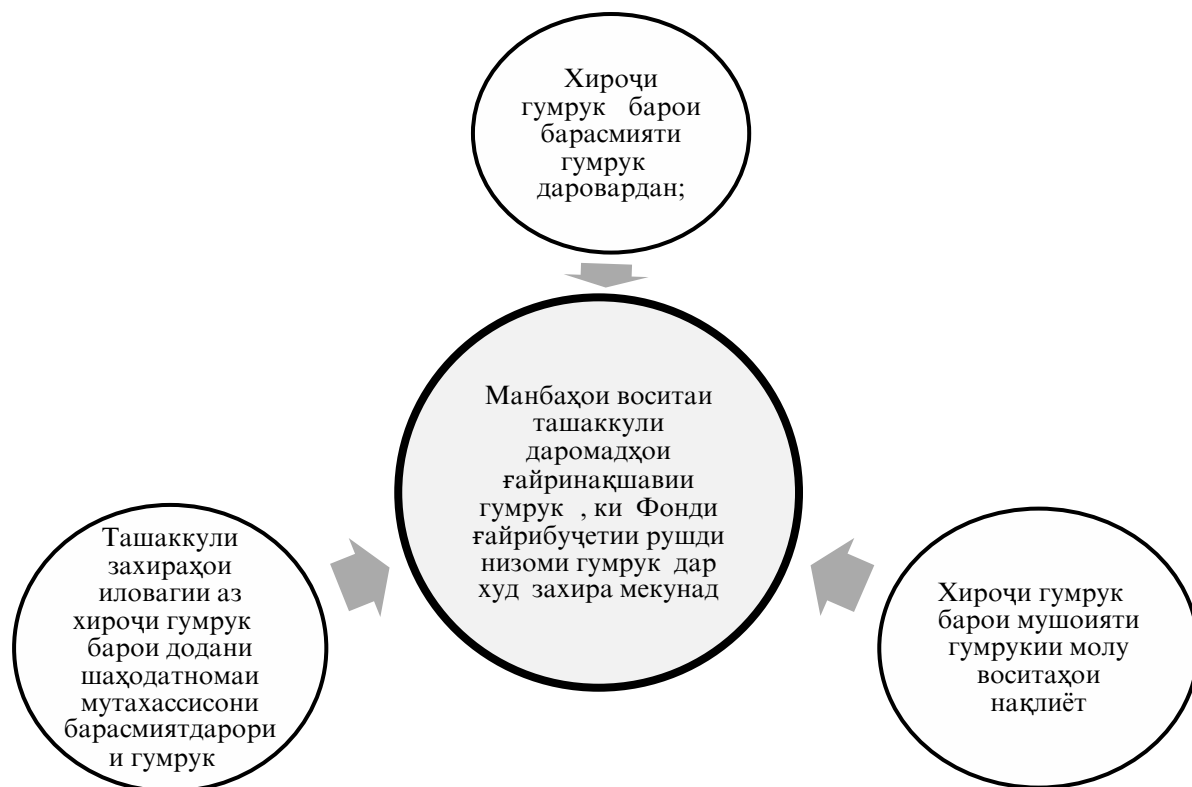 Хироҷи
гумрук барои
барасмияти
гумрук
даровардан;
Манбаҳои воситаи
ташаккули
даромадҳои
ғайринақшавии
гумрук , ки Фонди
ғайрибуҷетии рушди
низоми гумрук дар
худ захира мекунад
Ташаккули
захираҳои
иловагии аз
хироҷи гумрук
барои додани
шаҳодатномаи
мутахассисони
барасмиятдарори
и гумрук
Хироҷи гумрук
барои мушоияти
гумрукии молу
воситаҳои
нақлиёт